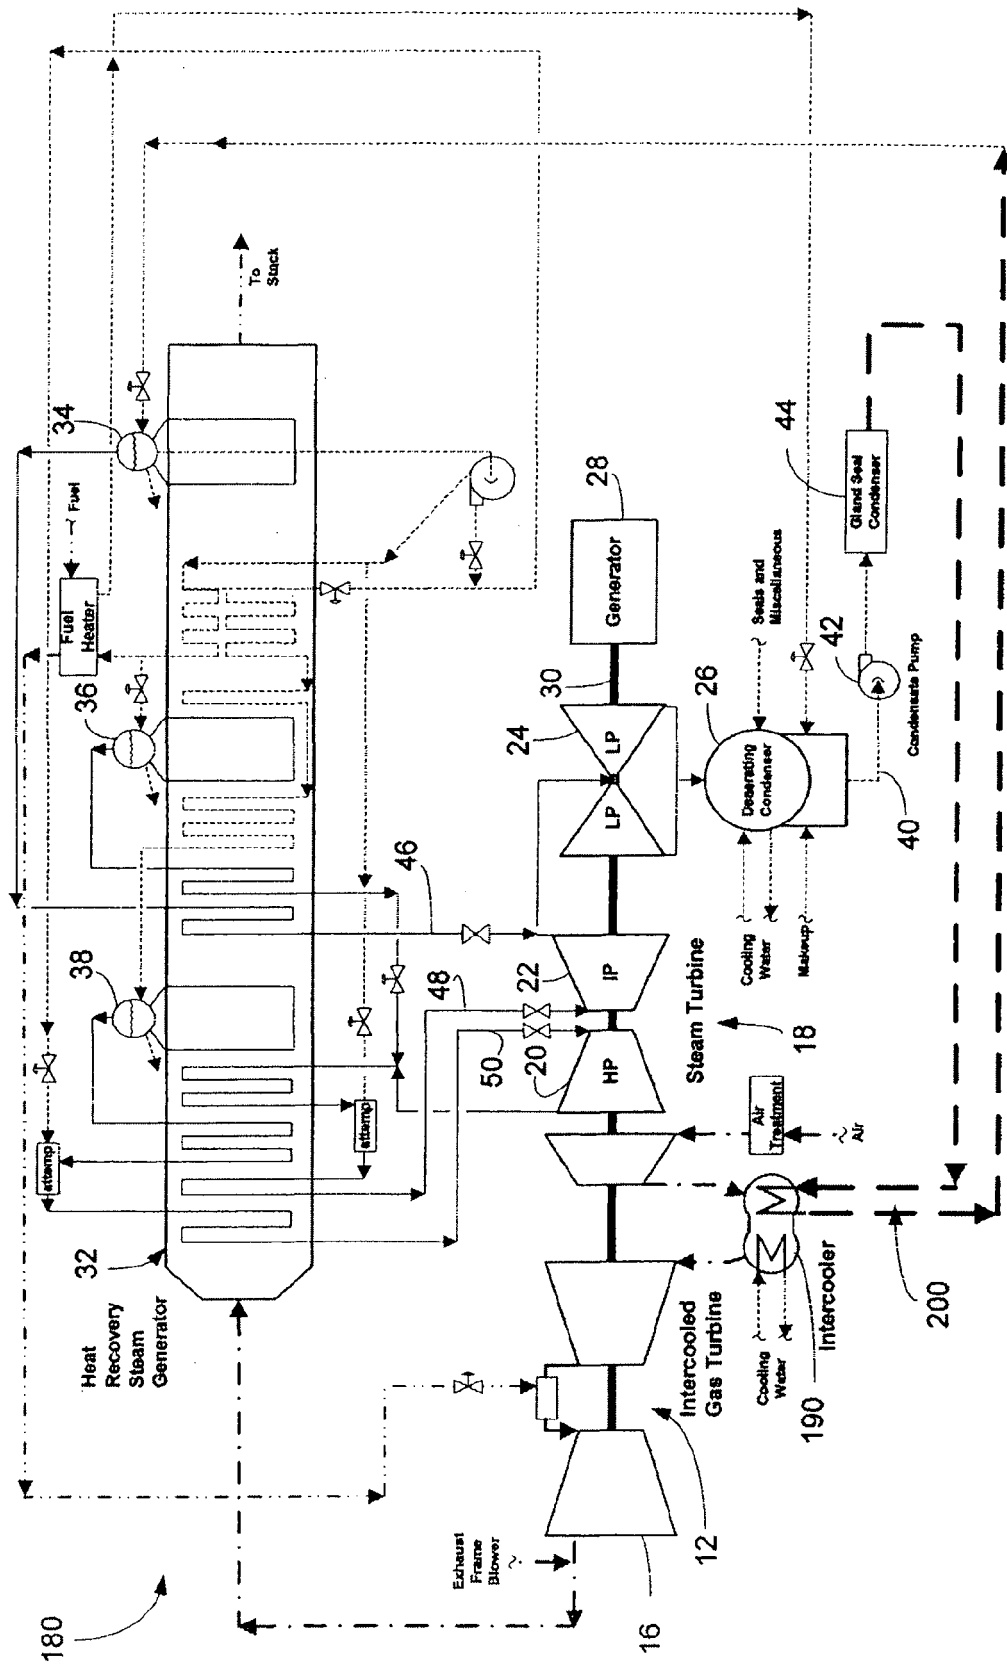 180
Heat
Recovery
Steam
Generator
32
38
36
34
Fuel
Heater
Fuel
To
Stack
attemp
attemp
46
48
50
20
22
24
30
28
HP
IP
LP
LP
Generator
Steam Turbine
18
Deaerating
Condenser
26
Seals and
Miscellaneous
Cooling
Water
Makeup
40
42
Condensate Pump
44
Gland Seal
Condenser
Air
Treatment
Air
Intercooled
Gas Turbine
12
16
Exhaust
Frame
Blower
Cooling
Water
Intercooler
190
200